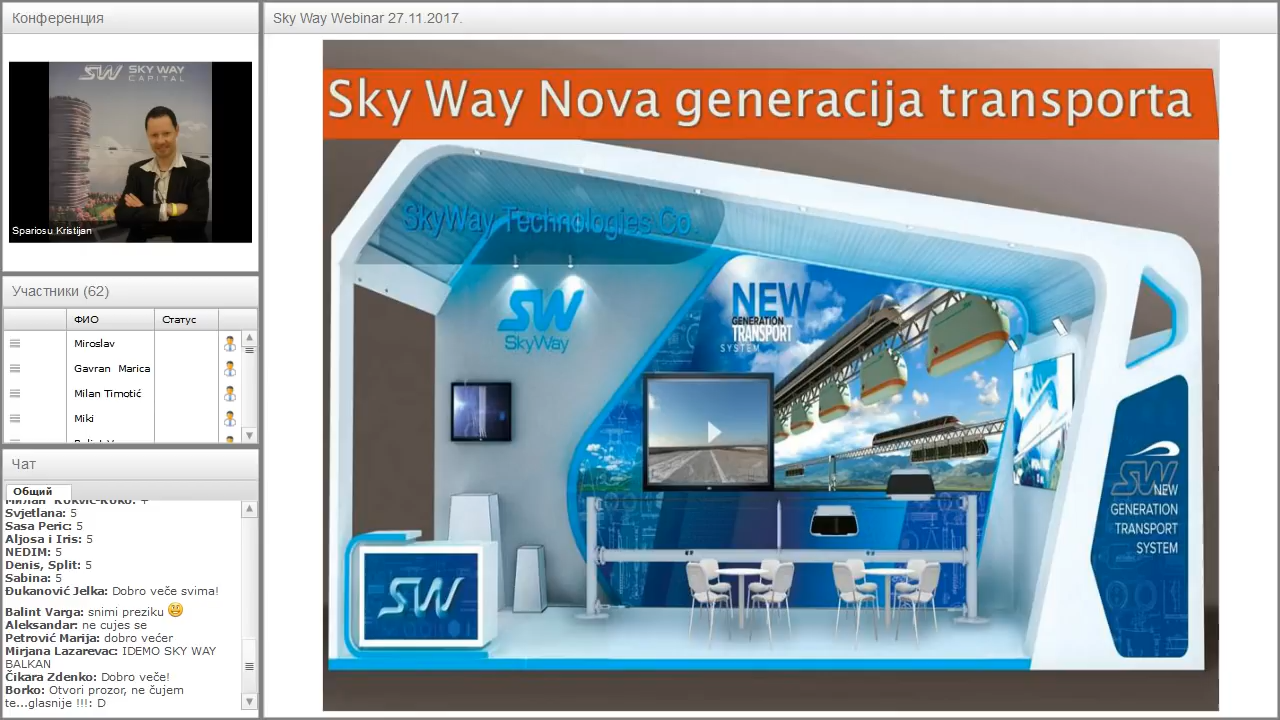 Конференция
SW SKY WAY
CAPITAL
Spariosu Kristijan
Участники (62)
ФИО
Статус
Miroslav
Gavran Marica
Milan Timotić
Miki
Чат
Общий
Svjetlana: 5
Sasa Peric: 5
Aljosa i Iris: 5
NEDIM: 5
Denis, Split: 5
Sabina: 5
Đukanović Jelka: Dobro veče svima!
Balint Varga: snimi preziku
Aleksandar: ne cujes se
Petrović Marija: dobro većer
Mirjana Lazarevac: IDEMO SKY WAY
BALKAN
Čikara Zdenko: Dobro veče!
Borko: Otvori prozor, ne čujem
te...glasnije !!!: D
Sky Way Webinar 27.11.2017.
Sky Way Nova generacija transporta
SkyWay Technologies Co.
SW
SkyWay
NEW
GENERATION
TRANSPORT
SYSTEM
SW
SW NEW
GENERATION
TRANSPORT
SYSTEM